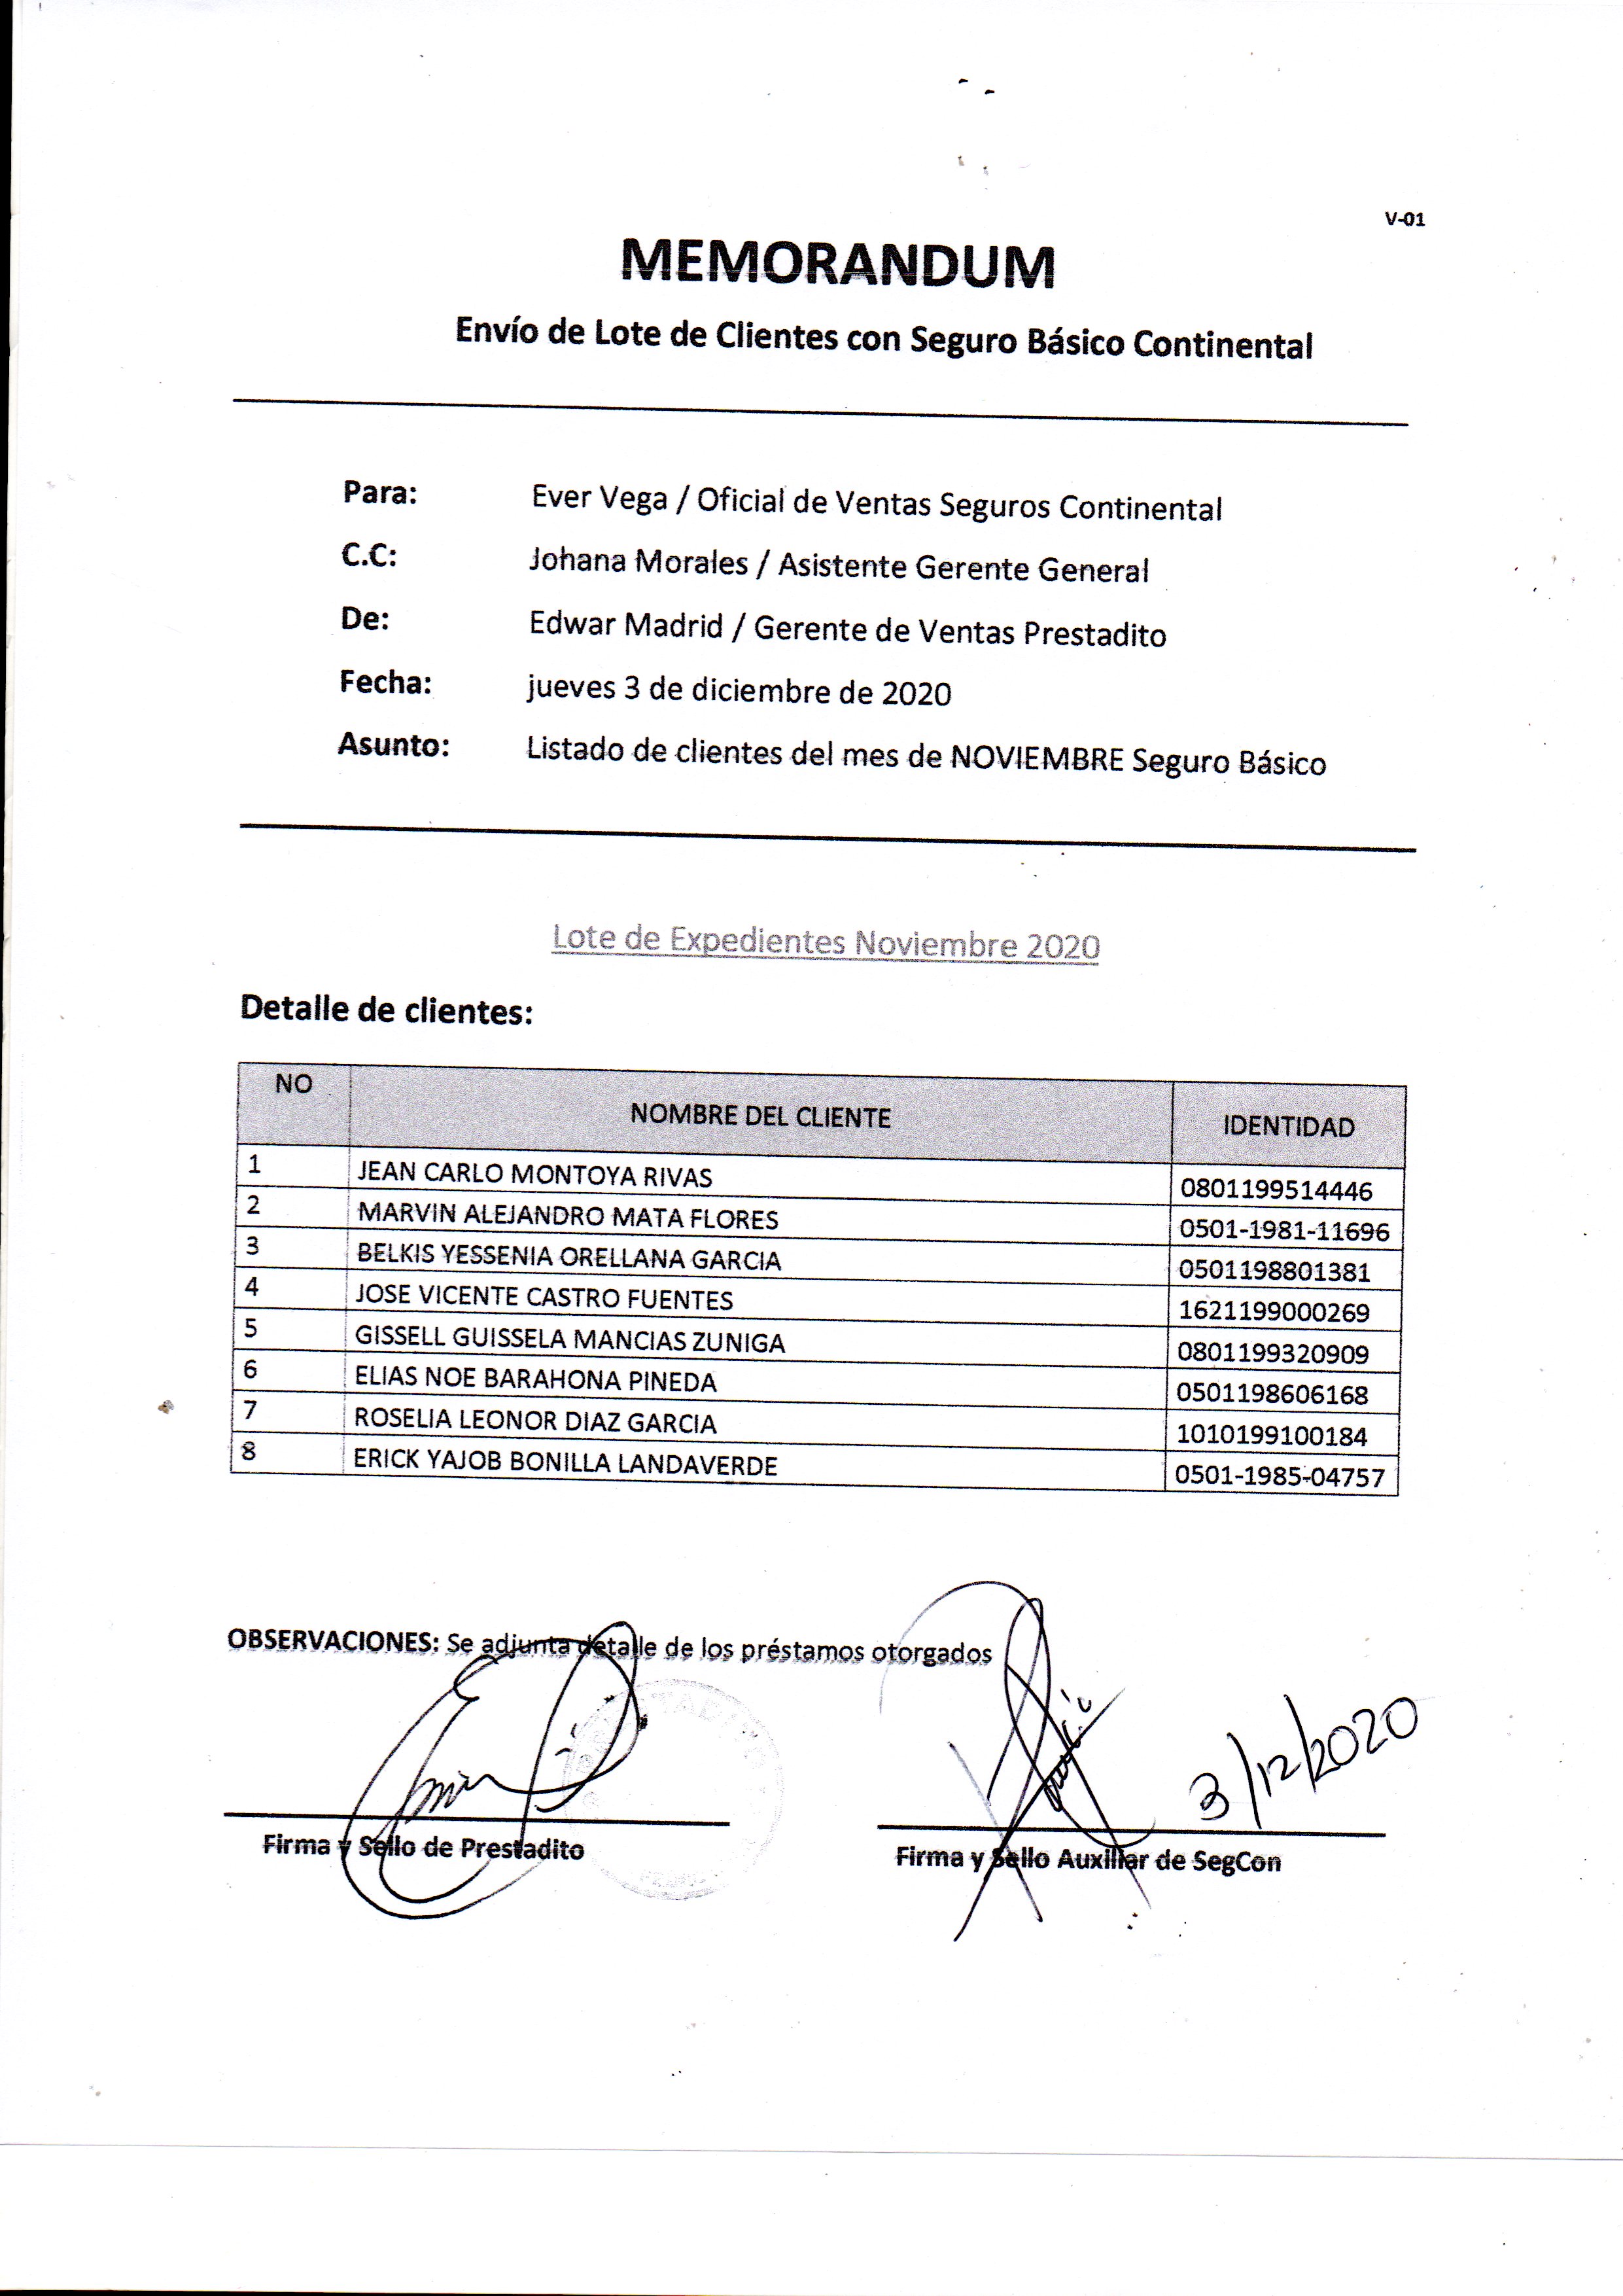 V-01
MEMORANDUM
Envío de Lote de Clientes con Seguro Básico Continental
Para: Ever Vega / Oficial de Ventas Seguros Continental
C.C: Johana Morales / Asistente Gerente General
De: Edwar Madrid / Gerente de Ventas Prestadito
Fecha: jueves 3 de diciembre de 2020
Asunto: Listado de clientes del mes de NOVIEMBRE Seguro Básico
Lote de Expedientes Noviembre 2020
Detalle de clientes:
NO NOMBRE DEL CLIENTE IDENTIDAD
1 JEAN CARLO MONTOYA RIVAS 0801199514446
2 MARVIN ALEJANDRO MATA FLORES 0501-1981-11696
3 BELKIS YESSENIA ORELLANA GARCIA 0501198801381
4 JOSE VICENTE CASTRO FUENTES 1621199000269
5 GISSELL GUISSELA MANCIAS ZUNIGA 0801199320909
6 ELIAS NOE BARAHONA PINEDA 0501198606168
7 ROSELIA LEONOR DIAZ GARCIA 1010199100184
8 ERICK YAJOB BONILLA LANDAVERDE 0501-1985-04757
OBSERVACIONES: Se adjunta detalle de los préstamos otorgados
3/12/2020
Firma y Sello de Prestadito
Firma y Sello Auxiliar de SegCon